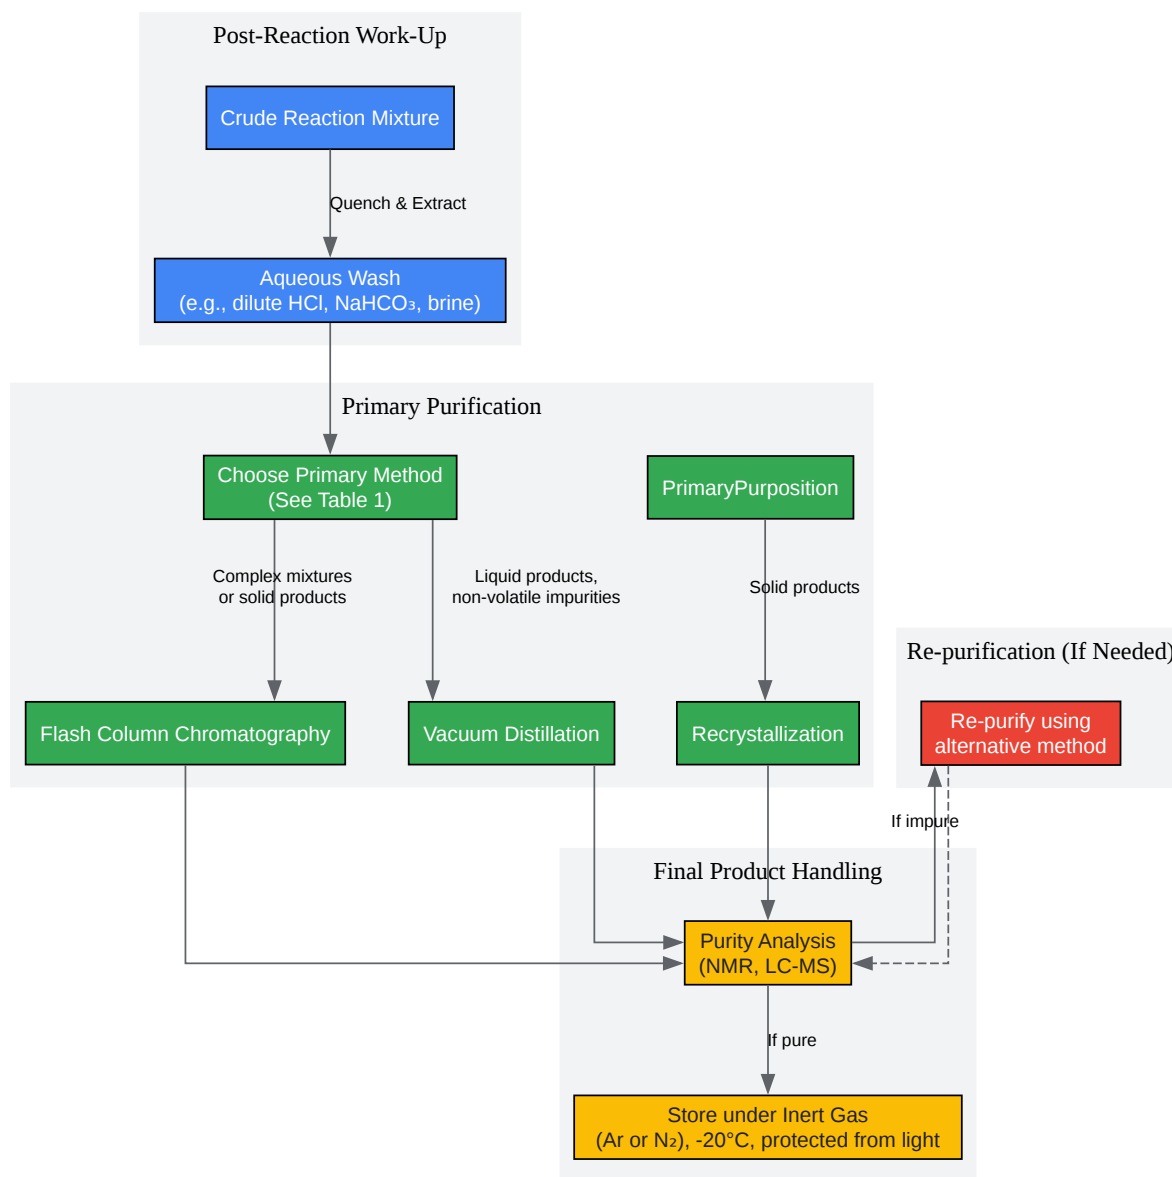 Post-Reaction Work-Up
Crude Reaction Mixture
Quench & Extract
Aqueous Wash
(e.g., dilute HCl, NaHCO₃, brine)
Primary Purification
Choose Primary Method
(See Table 1)
PrimaryPurposition
Complex mixtures
or solid products
Liquid products,
non-volatile impurities
Solid products
Re-purification (If Needed)
Flash Column Chromatography
Vacuum Distillation
Recrystallization
Re-purify using
alternative method
If impure
Final Product Handling
Purity Analysis
(NMR, LC-MS)
If pure
Store under Inert Gas
(Ar or N₂), -20°C, protected from light